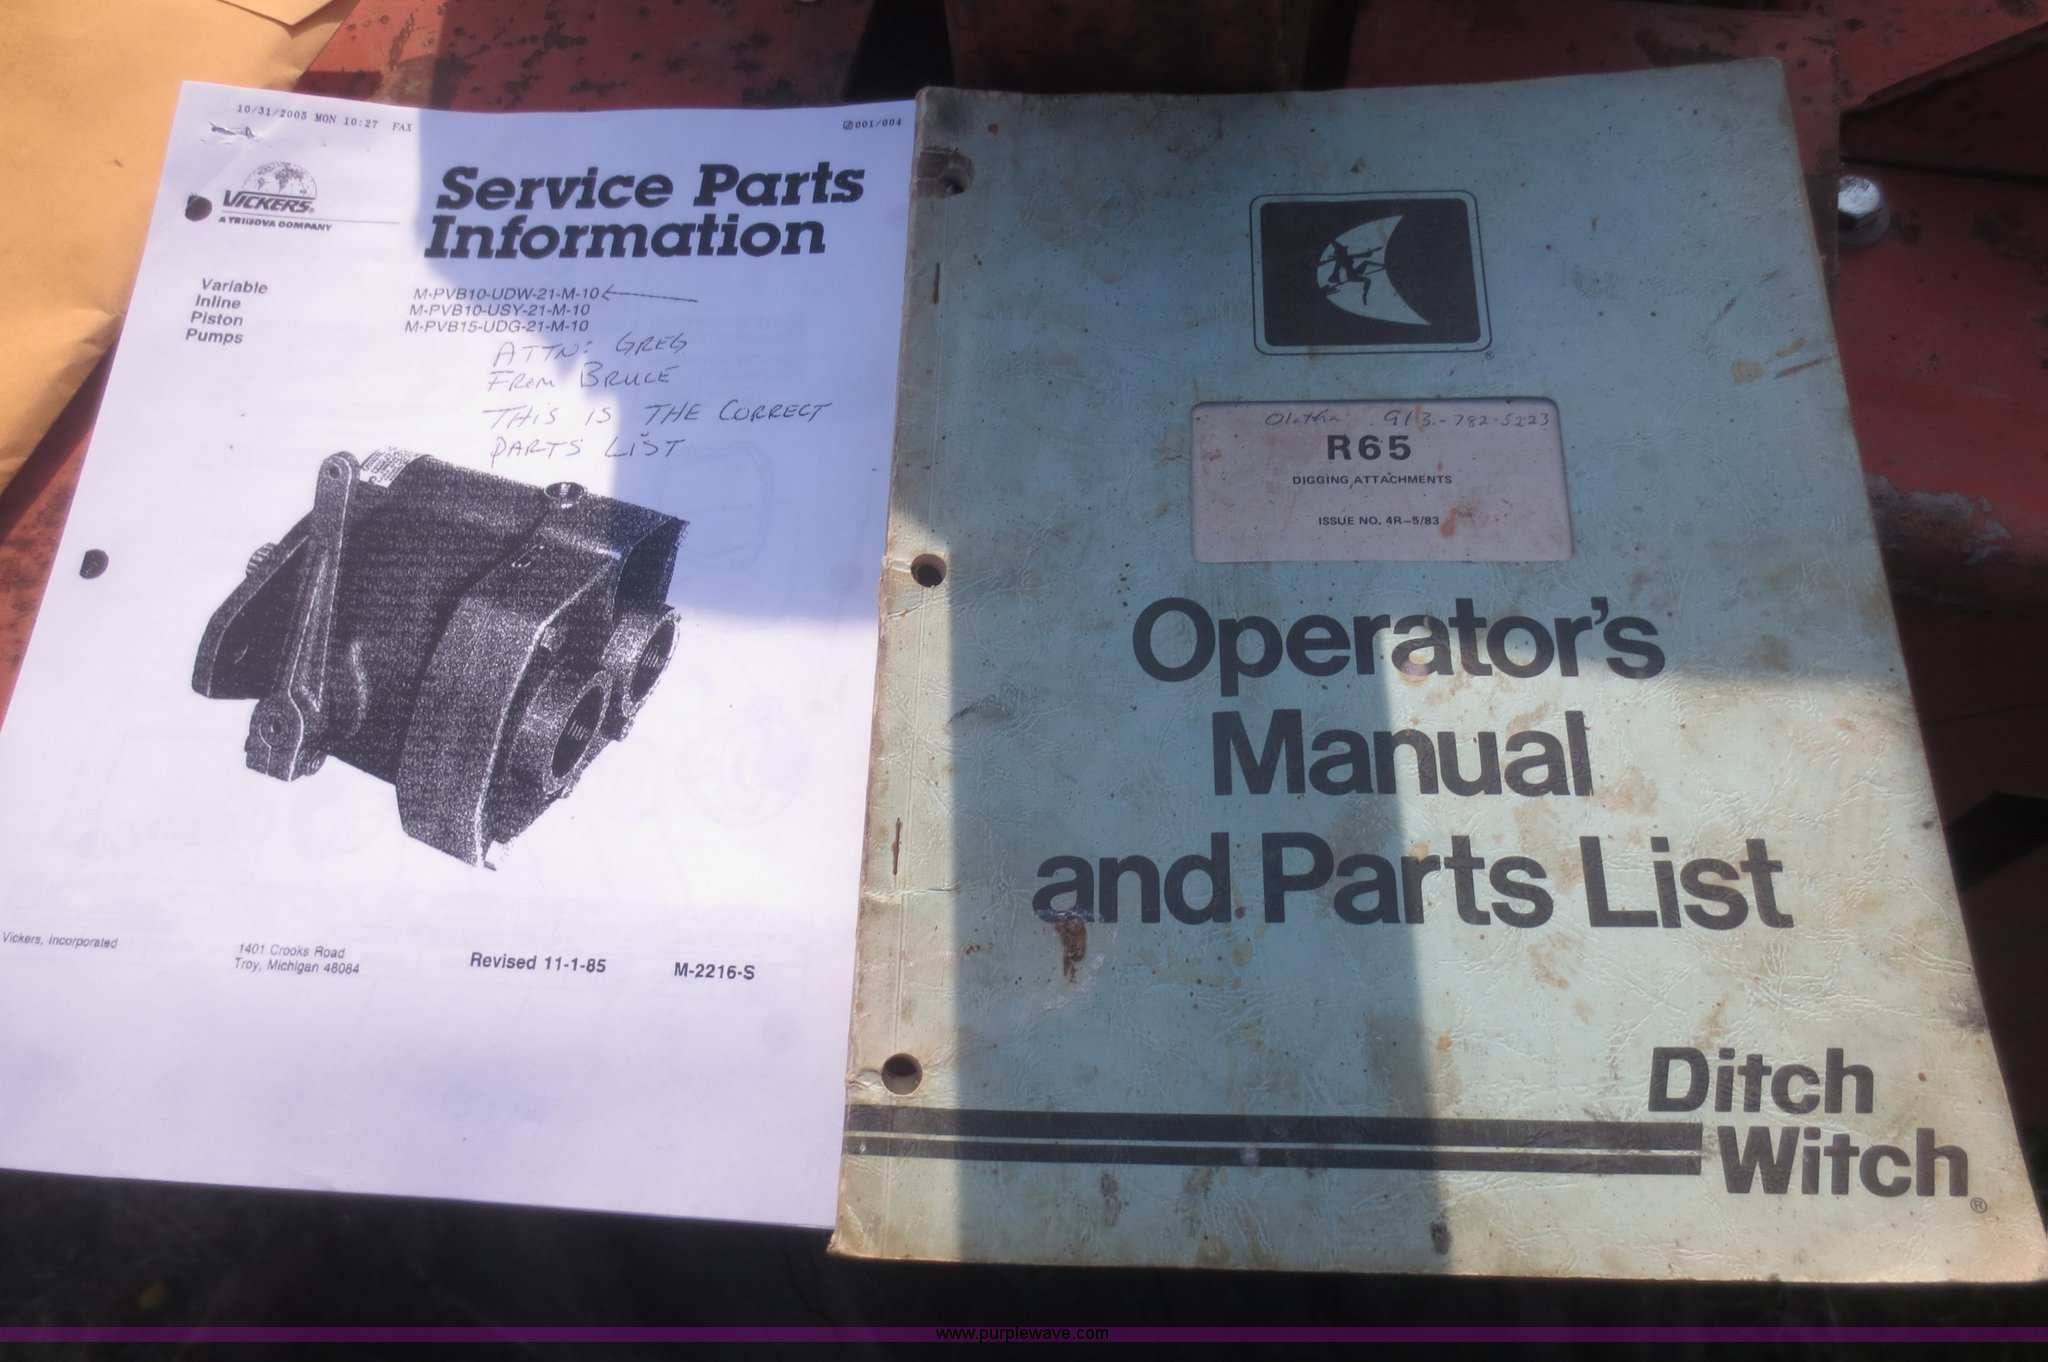 10/31/2005 MON 10:27 FAX
001/004
VICKERS®
A TRINOVA COMPANY
Service Parts
Information
Variable
Inline
Piston
Pumps
M-PVB10-UDW-21-M-10
M-PVB10-USY-21-M-10
M-PVB15-UDG-21-M-10
ATTN: GREG
FROM BRUCE
THIS IS THE CORRECT
PARTS LIST
Vickers, Incorporated
1401 Crooks Road
Troy, Michigan 48084
Revised 11-1-85
M-2216-S
®
Olatha 913-782-5223
R65
DIGGING ATTACHMENTS
ISSUE NO. 4R-5/83
Operator's
Manual
and Parts List
Ditch
Witch®
www.purplewave.com